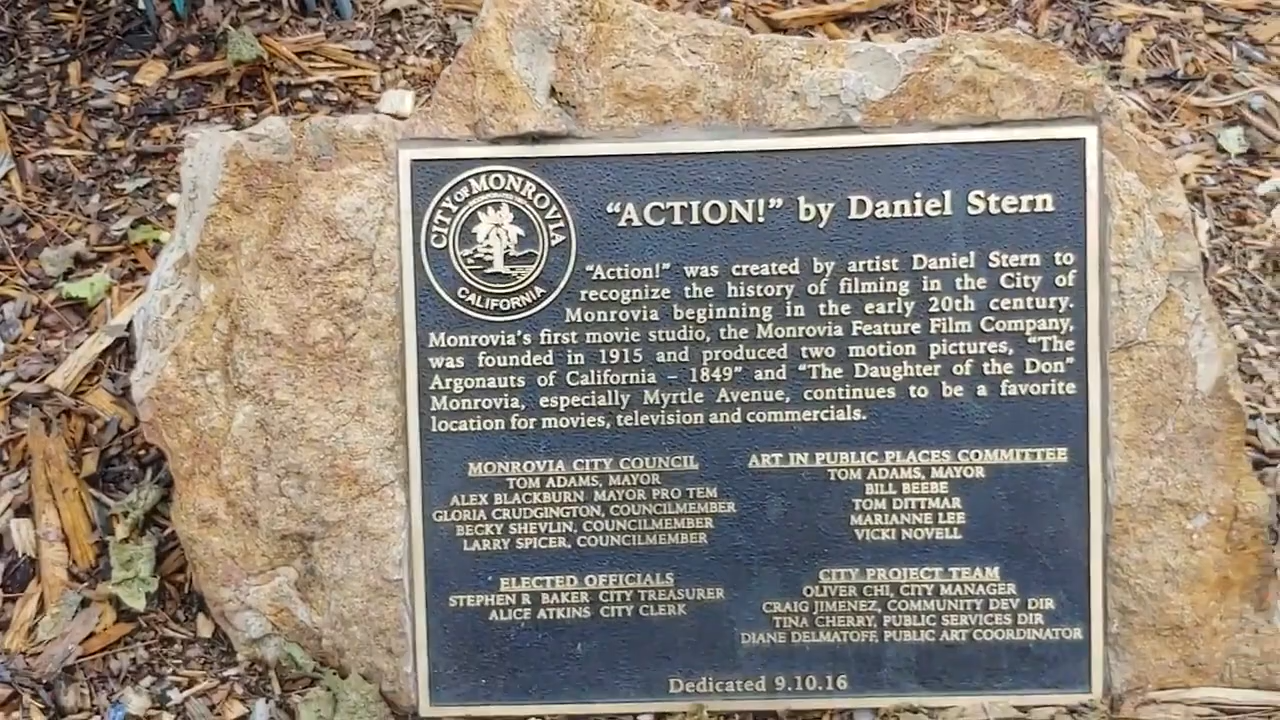 CITY OF MONROVIA
CALIFORNIA
“ACTION!” by Daniel Stern
“Action!” was created by artist Daniel Stern to
recognize the history of filming in the City of
Monrovia beginning in the early 20th century.
Monrovia's first movie studio, the Monrovia Feature Film Company,
was founded in 1915 and produced two motion pictures, “The
Argonauts of California – 1849” and “The Daughter of the Don”
Monrovia, especially Myrtle Avenue, continues to be a favorite
location for movies, television and commercials.
MONROVIA CITY COUNCIL
TOM ADAMS, MAYOR
ALEX BLACKBURN MAYOR PRO TEM
GLORIA CRUDGINGTON, COUNCILMEMBER
BECKY SHEVLIN, COUNCILMEMBER
LARRY SPICER, COUNCILMEMBER
ELECTED OFFICIALS
STEPHEN R BAKER CITY TREASURER
ALICE ATKINS CITY CLERK
ART IN PUBLIC PLACES COMMITTEE
TOM ADAMS, MAYOR
BILL BEEBE
TOM DITTMAR
MARIANNE LEE
VICKI NOVELL
CITY PROJECT TEAM
OLIVER CHI, CITY MANAGER
CRAIG JIMENEZ, COMMUNITY DEV DIR
TINA CHERRY, PUBLIC SERVICES DIR
DIANE DELMATOFF, PUBLIC ART COORDINATOR
Dedicated 9.10.16